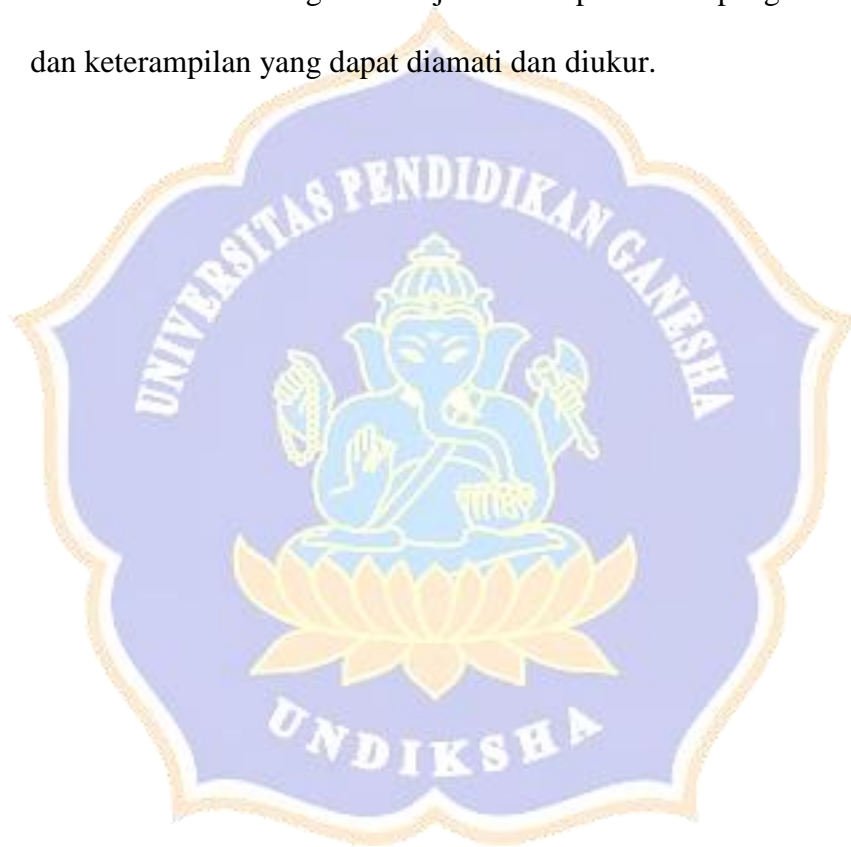 dan keterampilan yang dapat diamati dan diukur.
UNIVERSITAS PENDIDIKAN GANESHA
UNDIKSHA